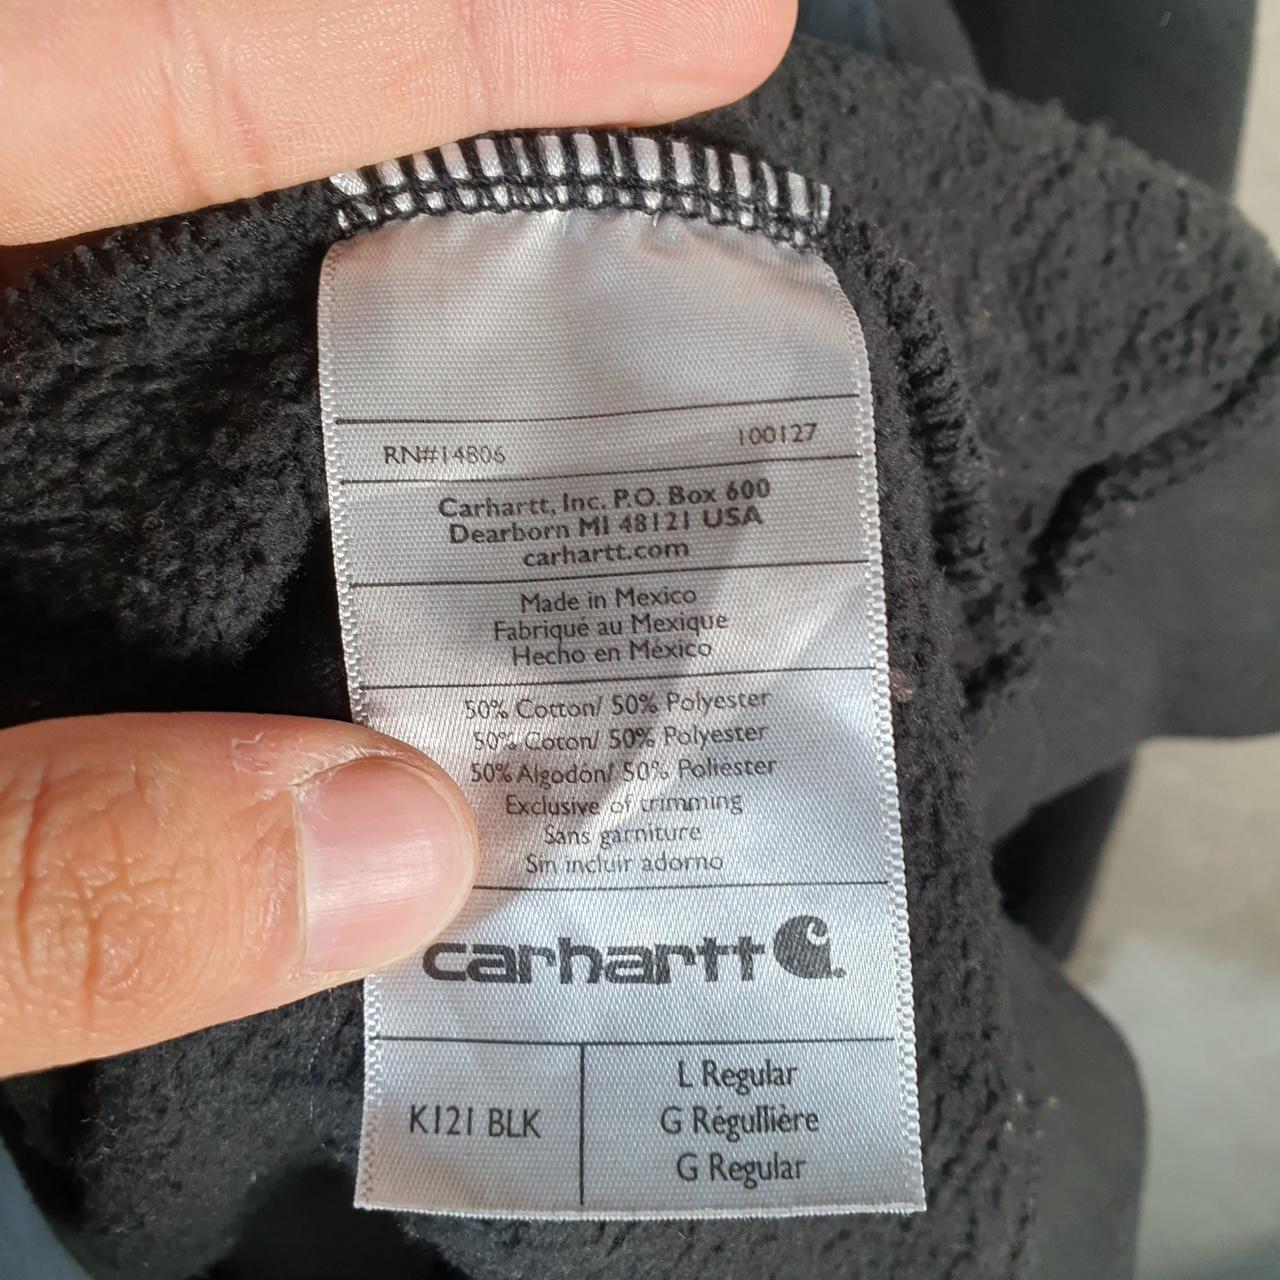 RN#14806 100127
Carhartt, Inc. P.O. Box 600
Dearborn MI 48121 USA
carhartt.com
Made in Mexico
Fabriqué au Mexique
Hecho en México
50% Cotton/ 50% Polyester
50% Coton/ 50% Polyester
50% Algodón/ 50% Poliester
Exclusive of trimming
Sans garniture
Sin incluir adorno
carhartt
K121 BLK
L Regular
G Régullière
G Regular